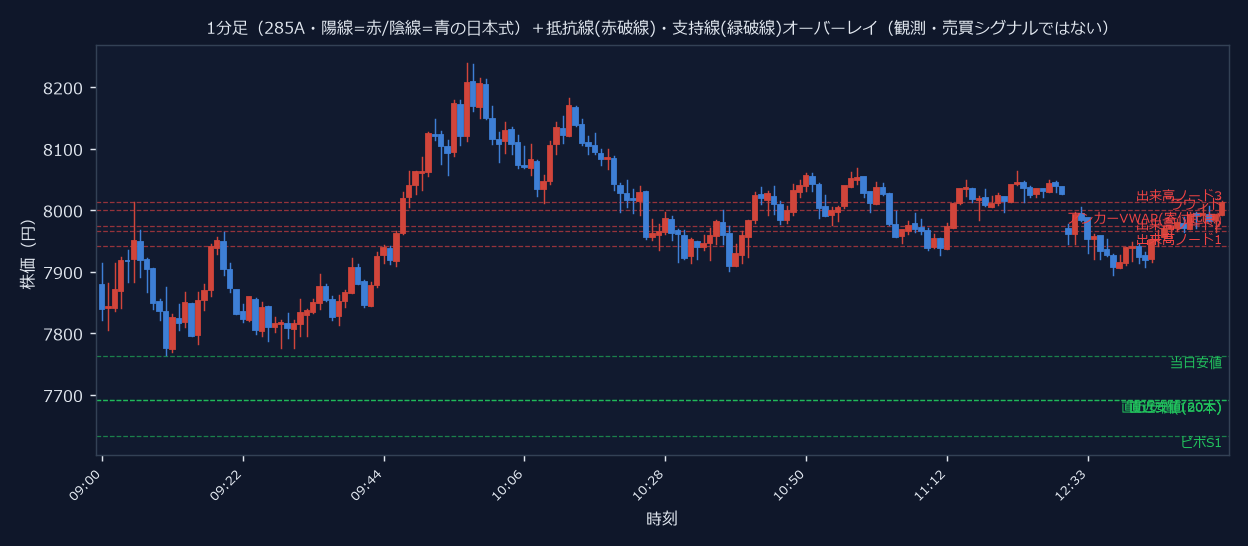 1分足（285A・陽線=赤/陰線=青の日本式）＋抵抗線(赤破線)・支持線(緑破線)オーバーレイ（観測・売買シグナルではない）
株価（円）
8200
8100
8000
7900
7800
7700
出来高ノード3
出来高ノード1
当日安値
ピボS1
09:00
09:22
09:44
10:06
10:28
10:50
11:12
12:33
時刻